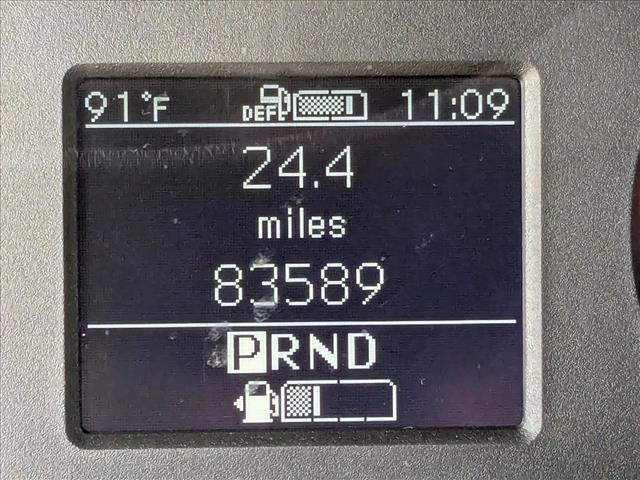 91°F DEF 11:09
24.4
miles
83589
PRND